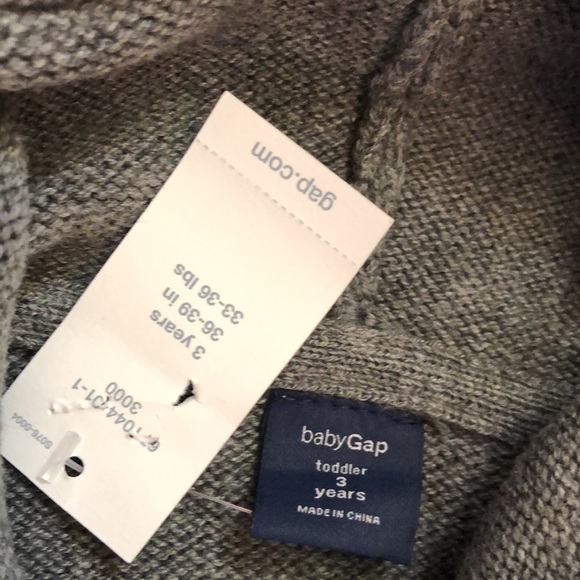 gap.com
3 years
36-39 in
33-36 lbs
3000
babyGap
toddler
3
years
MADE IN CHINA